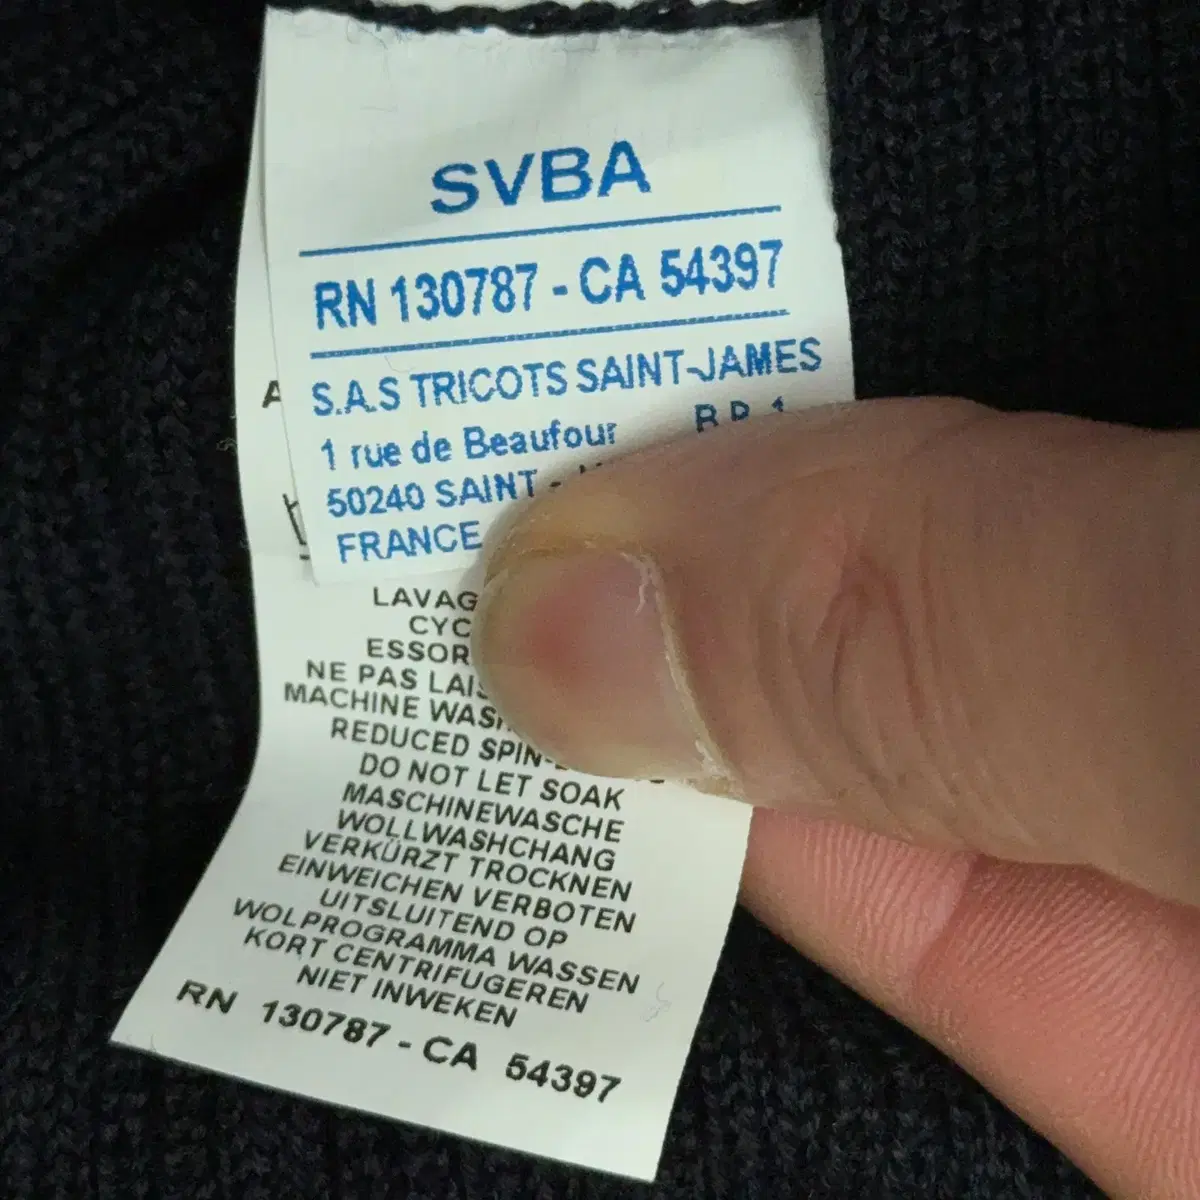 SVBA
RN 130787 - CA 54397
S.A.S TRICOTS SAINT-JAMES
1 rue de Beaufour B.P. 1
50240 SAINT -
FRANCE
A
LAVAG
CYC
ESSOR
NE PAS LAIS
MACHINE WASH
REDUCED SPIN-
DO NOT LET SOAK
MASCHINEWASCHE
WOLLWASHCHANG
VERKÜRZT TROCKNEN
EINWEICHEN VERBOTEN
UITSLUITEND OP
WOLPROGRAMMA WASSEN
KORT CENTRIFUGEREN
NIET INWEKEN
RN 130787 - CA 54397